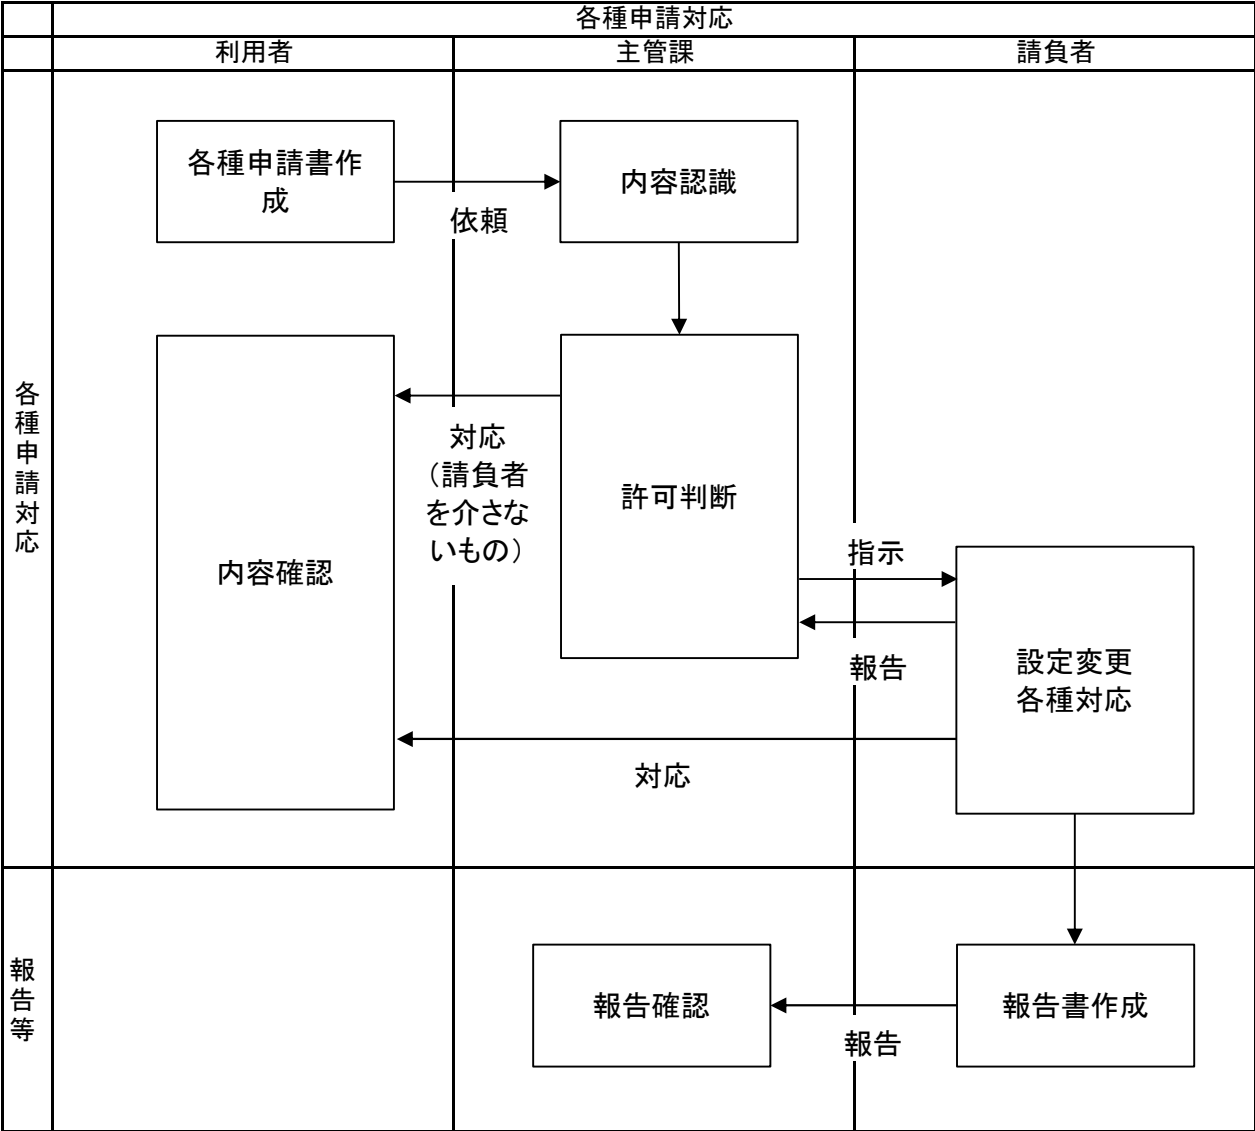 各種申請対応
利用者
主管課
請負者
各種申請対応
各種申請書作
成
内容認識
依頼
内容確認
対応
（請負者
を介さな
いもの）
許可判断
指示
報告
設定変更
各種対応
対応
報告等
報告確認
報告
報告書作成